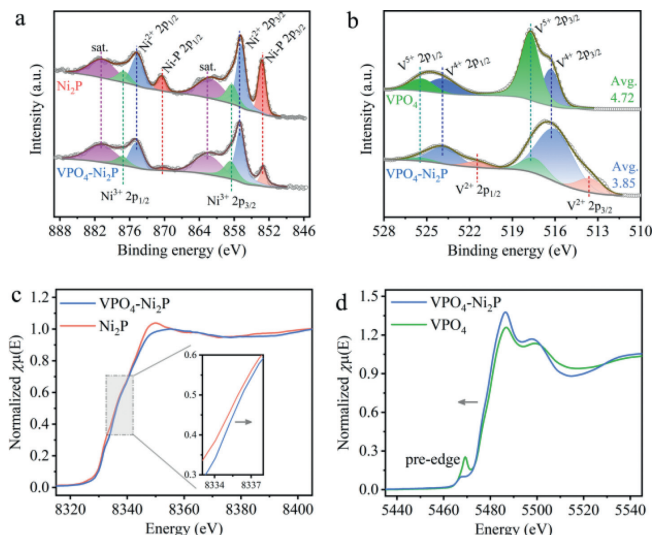 a
sat.
Ni²⁺ 2p₁/₂
Ni-P 2p₁/₂
sat.
Ni²⁺ 2p₃/₂
Ni-P 2p₃/₂
Ni₂P
VPO₄-Ni₂P
Ni³⁺ 2p₁/₂
Ni³⁺ 2p₃/₂
Intensity (a.u.)
888 880 872 864 856 848
Binding energy (eV)
b
V⁵⁺ 2p₁/₂
V⁴⁺ 2p₁/₂
V⁵⁺ 2p₃/₂
V⁴⁺ 2p₃/₂
VPO₄
Avg.
4.72
VPO₄-Ni₂P
Avg.
3.85
V²⁺ 2p₁/₂
V²⁺ 2p₃/₂
Intensity (a.u.)
528 525 522 519 516 513 510
Binding energy (eV)
c
VPO₄-Ni₂P
Ni₂P
1.2
1.0
0.8
0.6
0.4
0.2
0.0
Normalized χμ(E)
0.6
0.5
0.4
0.3
8334 8337
8320 8340 8360 8380 8400
Energy (eV)
d
VPO₄-Ni₂P
VPO₄
pre-edge
1.5
1.2
0.9
0.6
0.3
0.0
Normalized χμ(E)
5440 5460 5480 5500 5520 5540
Energy (eV)